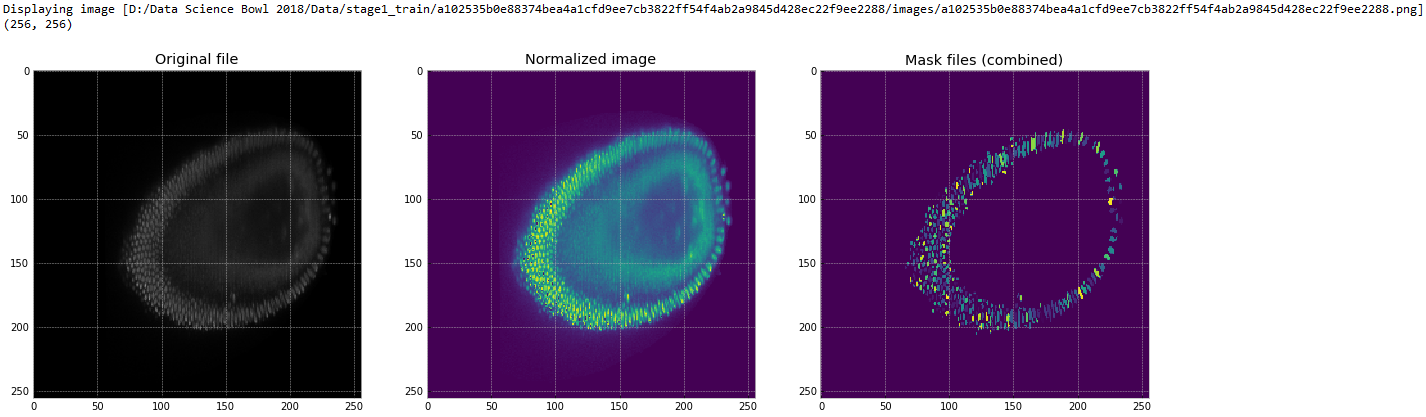 Displaying image [D:/Data Science Bowl 2018/Data/stage1_train/a102535b0e88374bea4a1cfd9ee7cb3822ff54f4ab2a9845d428ec22f9ee2288/images/a102535b0e88374bea4a1cfd9ee7cb3822ff54f4ab2a9845d428ec22f9ee2288.png]
(256, 256)
Original file
0
50
100
150
200
250
0 50 100 150 200 250
Normalized image
0
50
100
150
200
250
0 50 100 150 200 250
Mask files (combined)
0
50
100
150
200
250
0 50 100 150 200 250